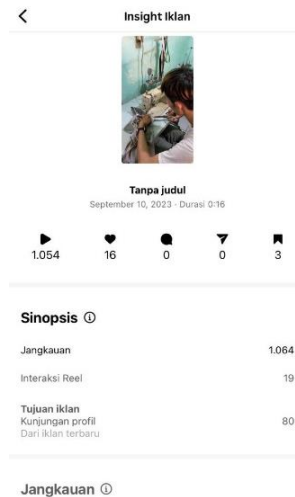 Insight Iklan
Tanpa judul
September 10, 2023 · Durasi 0:16
1.054 16 0 0 3
Sinopsis
Jangkauan 1.064
Interaksi Reel 19
Tujuan iklan
Kunjungan profil 80
Dari iklan terbaru
Jangkauan